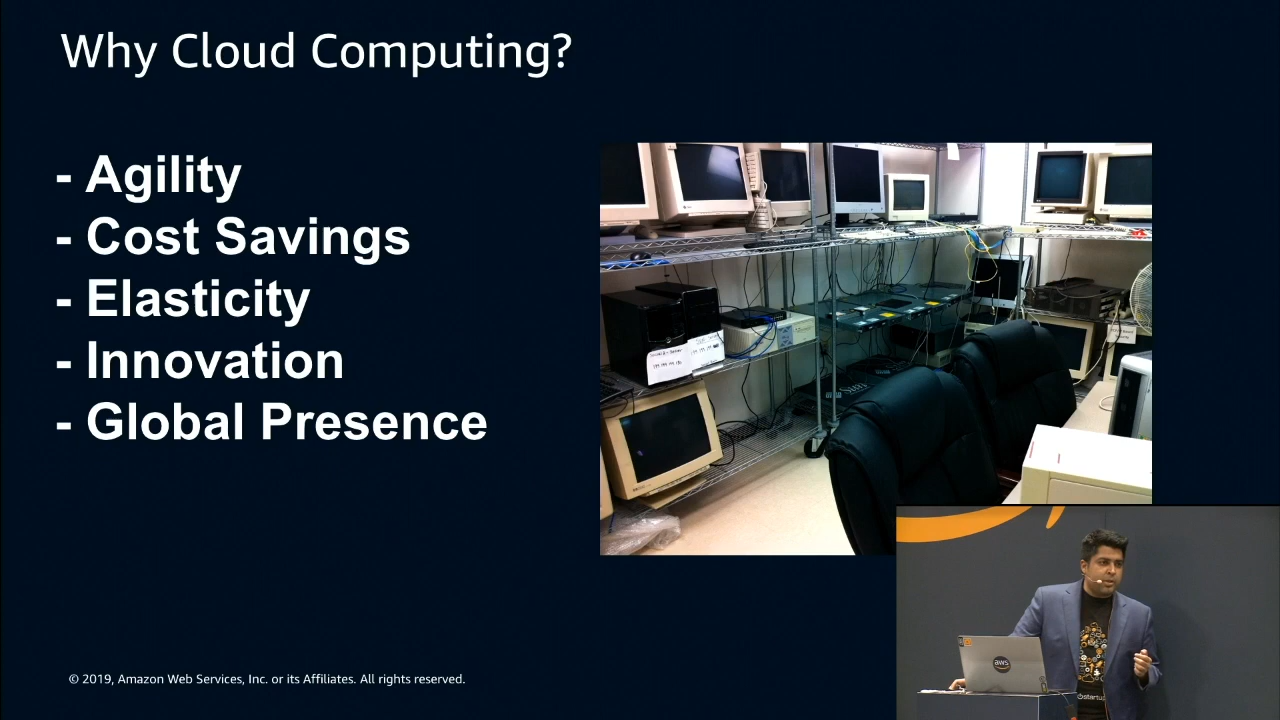 Why Cloud Computing?
- Agility
- Cost Savings
- Elasticity
- Innovation
- Global Presence
© 2019, Amazon Web Services, Inc. or its Affiliates. All rights reserved.
aws
startup